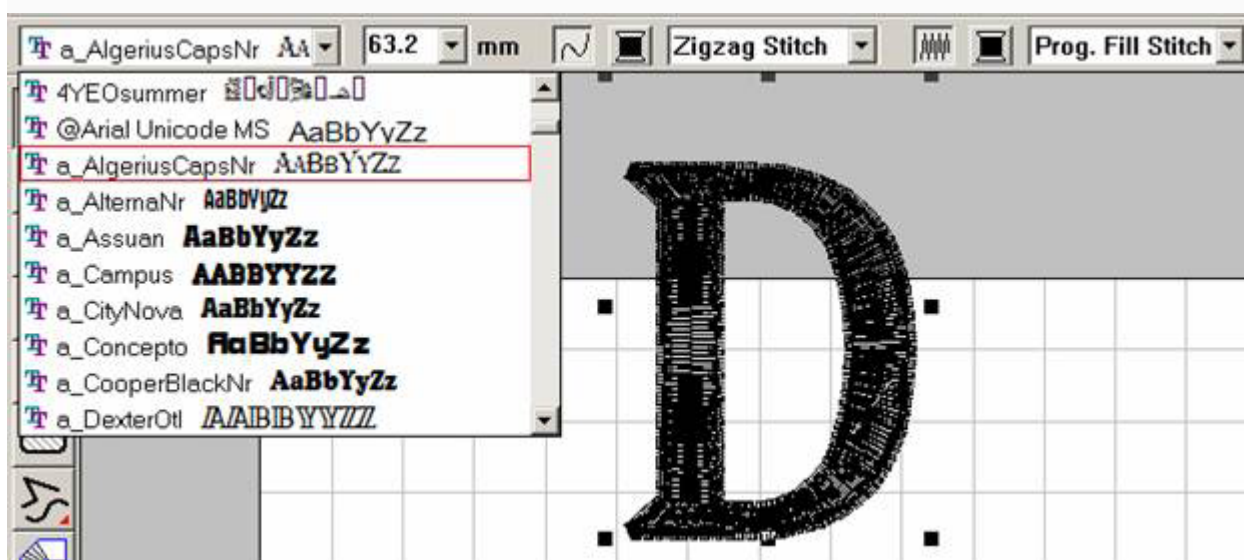 a_AlgeriusCapsNr AA 63.2 mm Zigzag Stitch Prog. Fill Stitch
4YEOsummer
@Arial Unicode MS AaBbYyZz
a_AlgeriusCapsNr AABBYYZZ
a_AlternaNr AaBbYyZz
a_Assuan AaBbYyZz
a_Campus AABBYYZZ
a_CityNova AaBbYyZz
a_Concepto AaBbYyZz
a_CooperBlackNr AaBbYyZz
a_DexterOtl AABBYYZZ
D